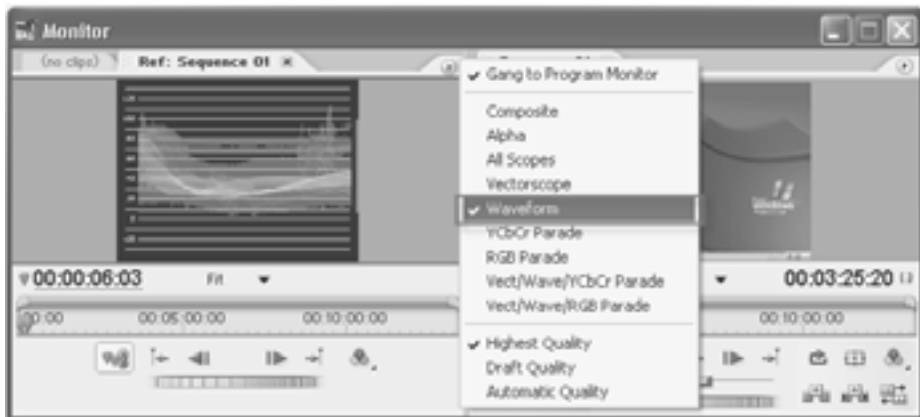 Monitor
(no clips)
Ref: Sequence 01
Gang to Program Monitor
Composite
Alpha
All Scopes
Vectorscope
Waveform
YCbCr Parade
RGB Parade
Vect/Wave/YCbCr Parade
Vect/Wave/RGB Parade
Highest Quality
Draft Quality
Automatic Quality
00:00:06:03
Fit
00:03:25:20
00:00
00:05:00:00
00:10:00:00
00:10:00:00